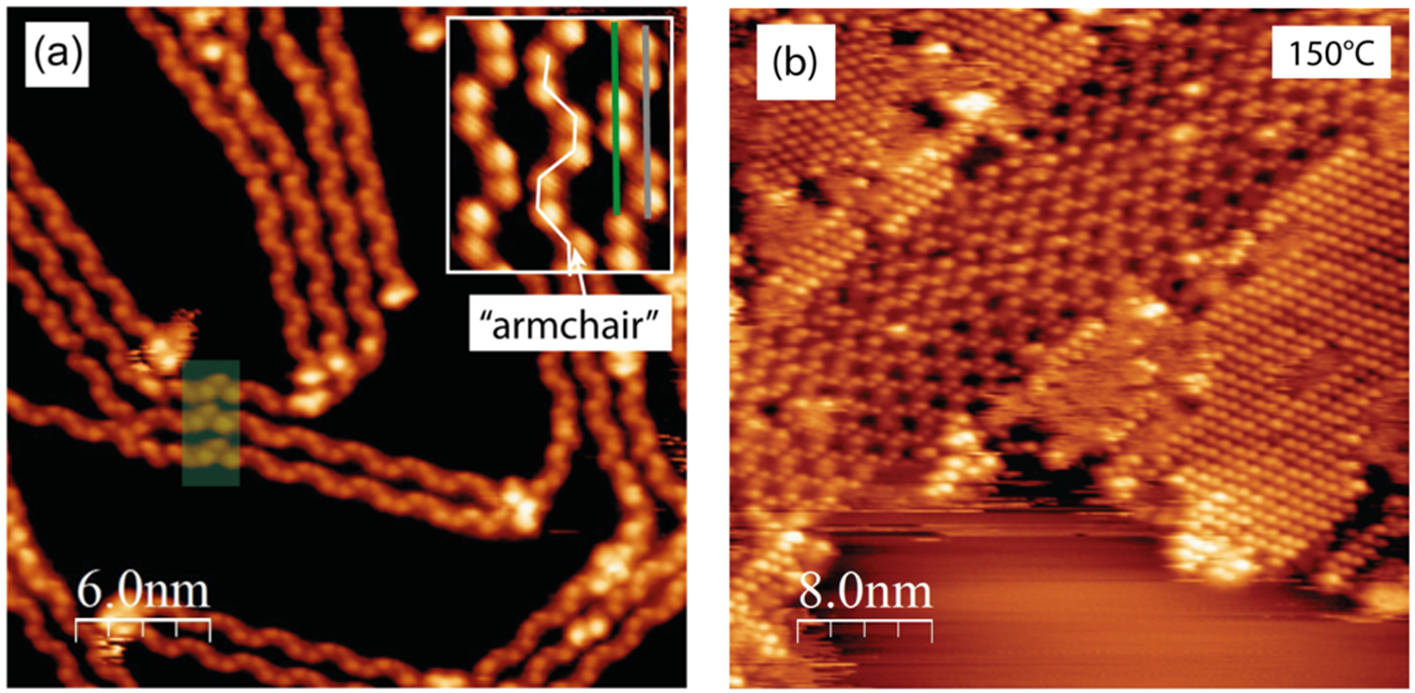 (a)
“armchair”
6.0nm
(b)
150°C
8.0nm